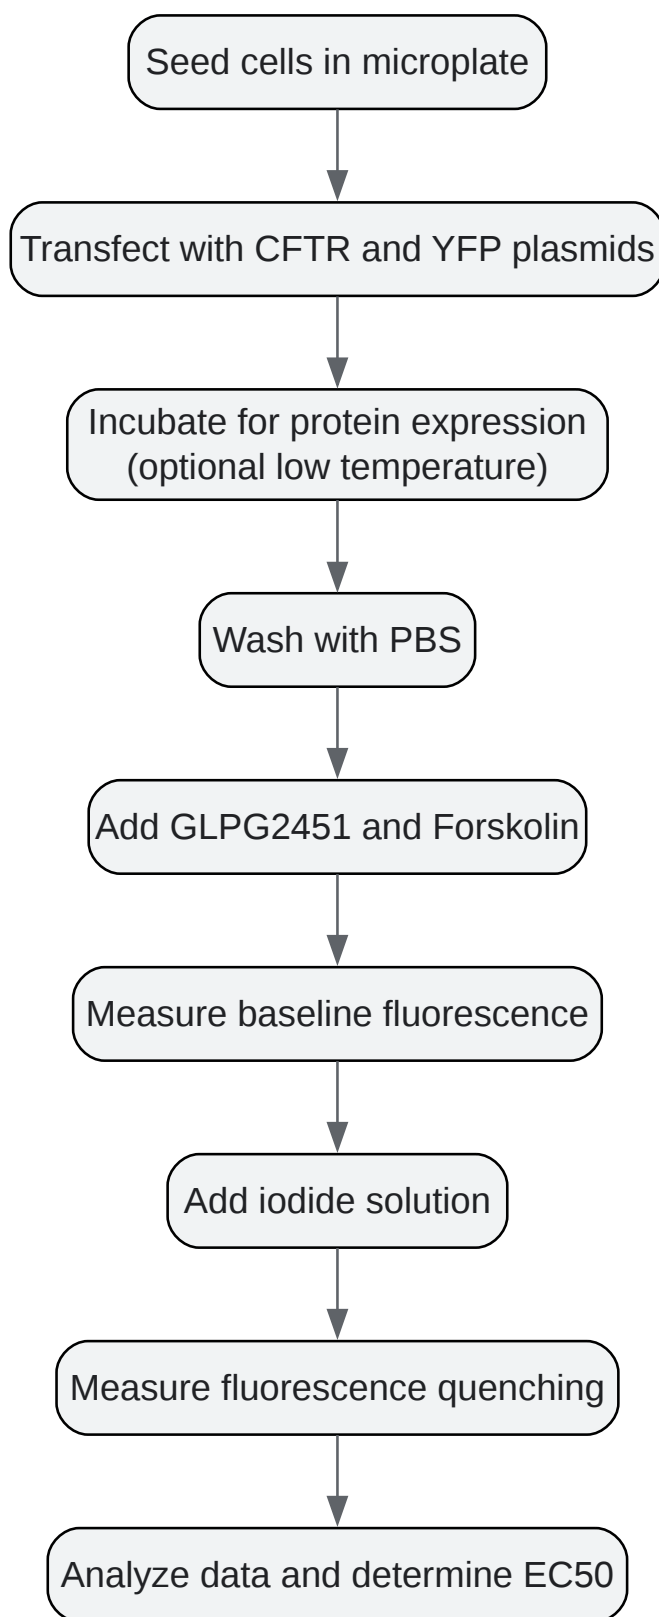 Seed cells in microplate
Transfect with CFTR and YFP plasmids
Incubate for protein expression
(optional low temperature)
Wash with PBS
Add GLPG2451 and Forskolin
Measure baseline fluorescence
Add iodide solution
Measure fluorescence quenching
Analyze data and determine EC50